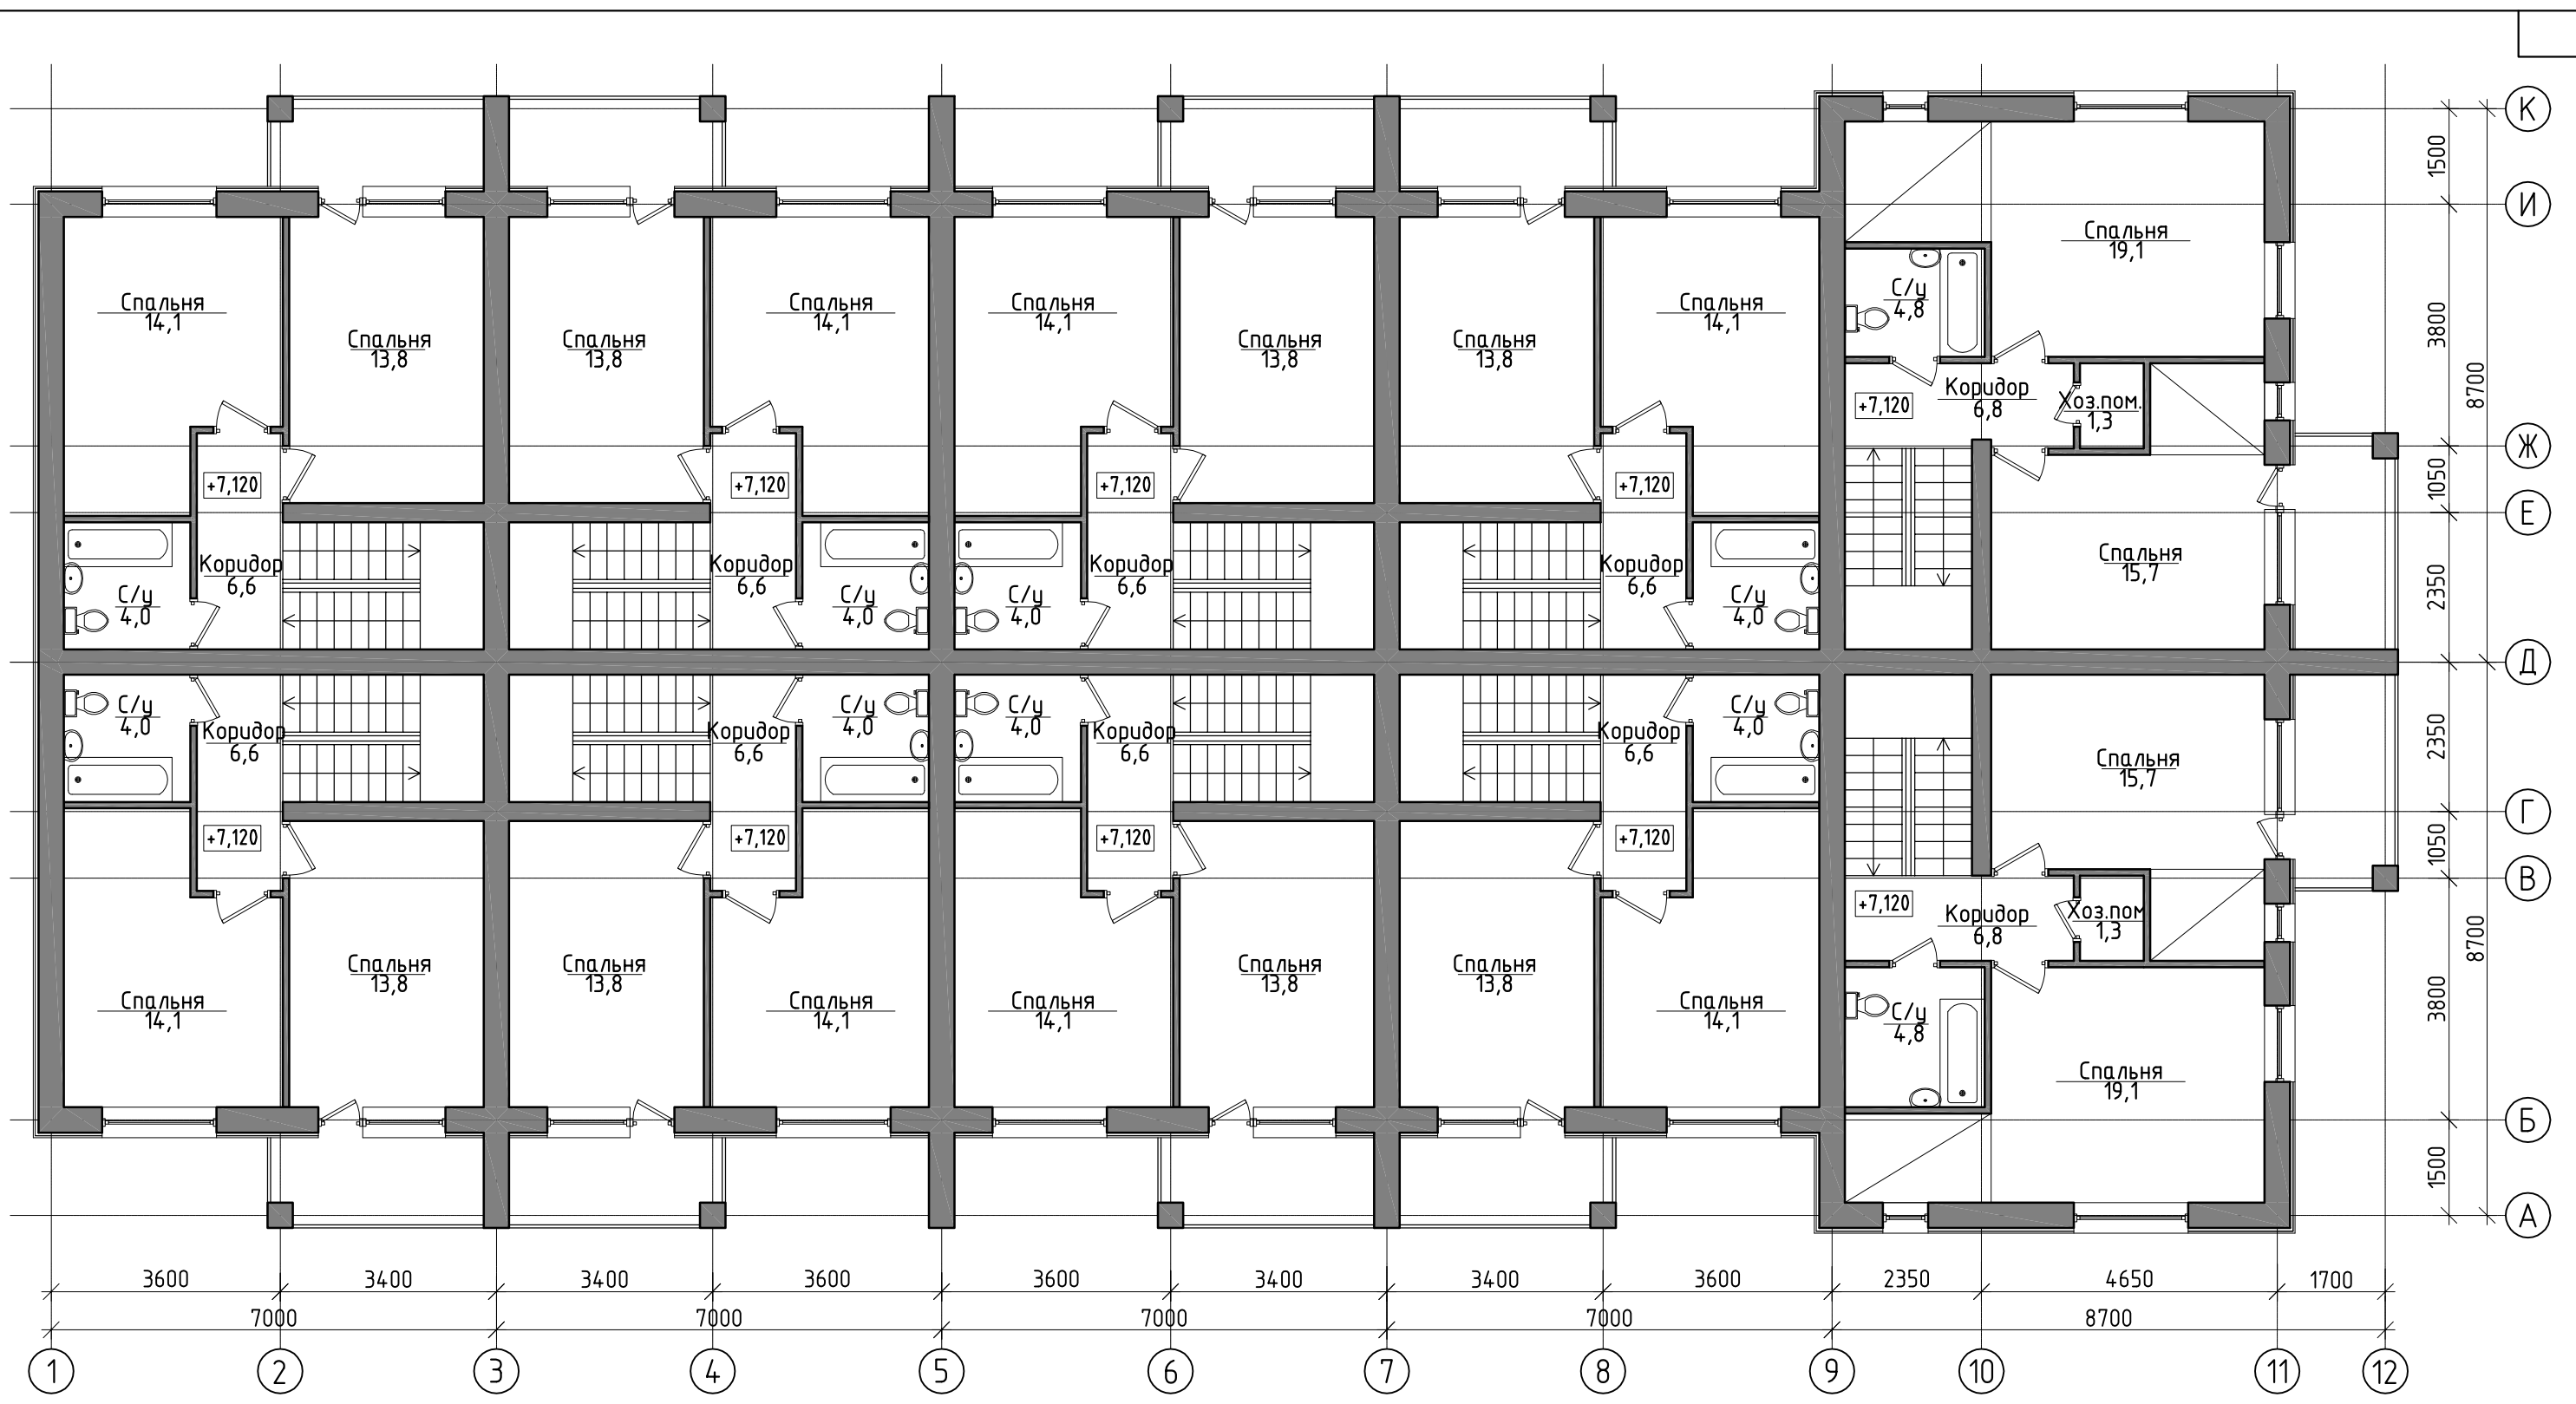 К
1500
И
Спальня
19,1
Спальня
14,1
Спальня
13,8
Спальня
13,8
Спальня
14,1
Спальня
14,1
Спальня
13,8
Спальня
13,8
Спальня
14,1
С/у
4,8
3800
8700
+7,120
Коридор
6,8
Хоз.пом.
1,3
Ж
+7,120
+7,120
+7,120
+7,120
1050
Е
С/у
4,0
Коридор
6,6
Коридор
6,6
С/у
4,0
С/у
4,0
Коридор
6,6
Коридор
6,6
С/у
4,0
Спальня
15,7
2350
Д
С/у
4,0
Коридор
6,6
Коридор
6,6
С/у
4,0
С/у
4,0
Коридор
6,6
Коридор
6,6
С/у
4,0
Спальня
15,7
2350
Г
+7,120
+7,120
+7,120
+7,120
1050
В
+7,120
Коридор
6,8
Хоз.пом
1,3
8700
Спальня
14,1
Спальня
13,8
Спальня
13,8
Спальня
14,1
Спальня
14,1
Спальня
13,8
Спальня
13,8
Спальня
14,1
С/у
4,8
3800
Спальня
19,1
Б
1500
А
3600
3400
3400
3600
3600
3400
3400
3600
2350
4650
1700
7000
7000
7000
7000
8700
1
2
3
4
5
6
7
8
9
10
11
12